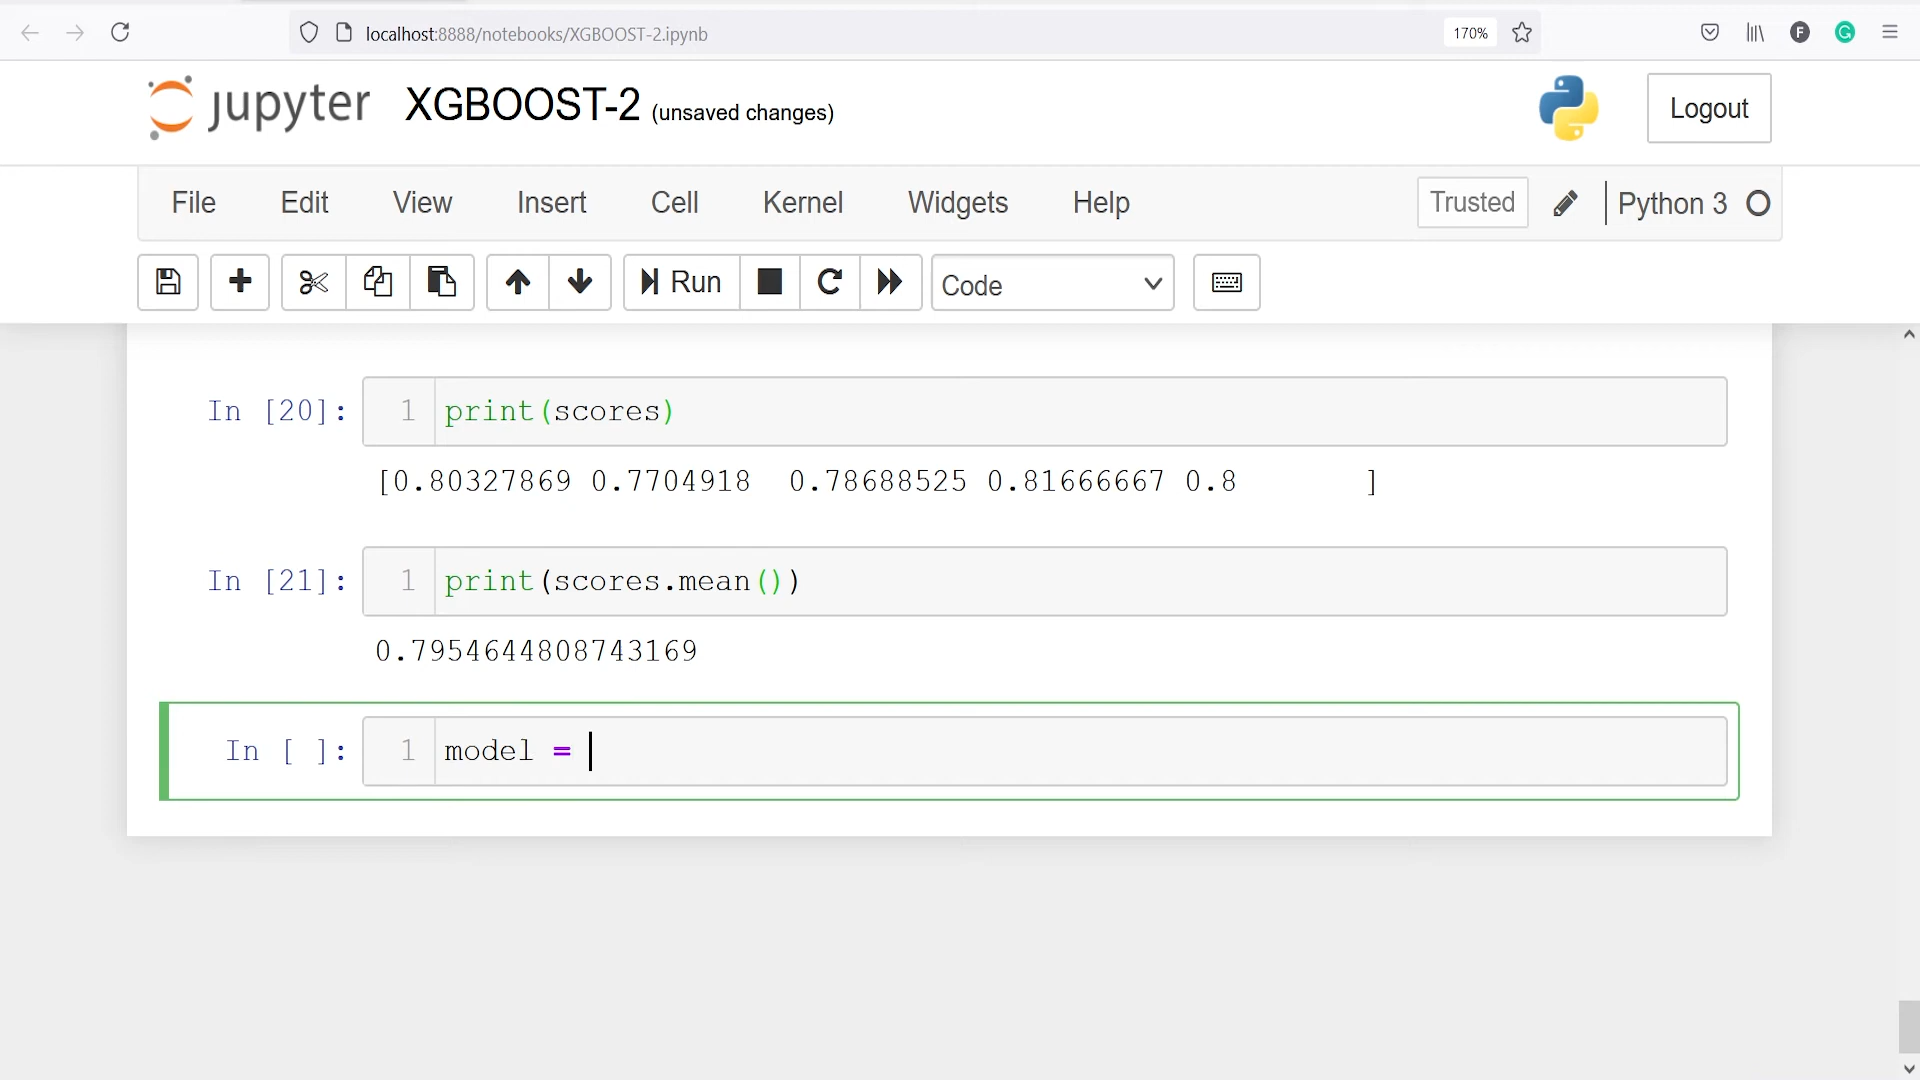 localhost:8888/notebooks/XGBOOST-2.ipynb 170% F G
jupyter XGBOOST-2 (unsaved changes) Logout
File Edit View Insert Cell Kernel Widgets Help Trusted Python 3
Run Code
In [20]: 1 print(scores)
[0.80327869 0.7704918  0.78688525 0.81666667 0.8       ]
In [21]: 1 print(scores.mean())
0.7954644808743169
In [ ]: 1 model =